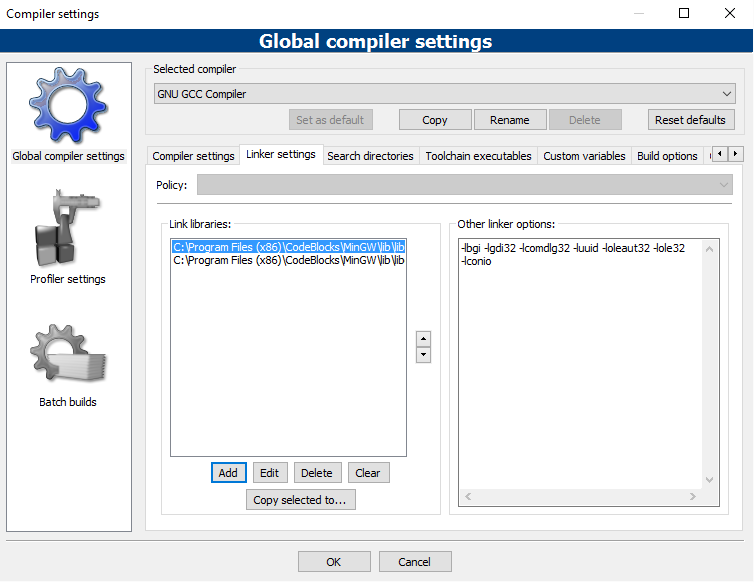 Compiler settings
Global compiler settings
Global compiler settings
Profiler settings
Batch builds
Selected compiler
GNU GCC Compiler
Set as default Copy Rename Delete Reset defaults
Compiler settings Linker settings Search directories Toolchain executables Custom variables Build options
Policy:
Link libraries:
C:\Program Files (x86)\CodeBlocks\MinGW\lib\lib
C:\Program Files (x86)\CodeBlocks\MinGW\lib\lib
Add Edit Delete Clear
Copy selected to...
Other linker options:
-lbgi -lgdi32 -lcomdlg32 -luuid -loleaut32 -lole32
-lconio
OK Cancel